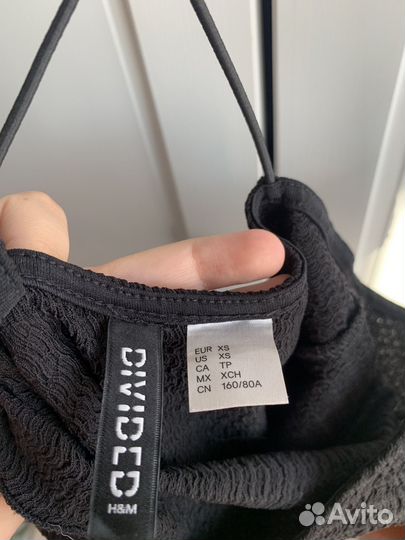 DIVIDED
H&M
EUR XS
US XS
CA TP
MX XCH
CN 160/80A
Avito